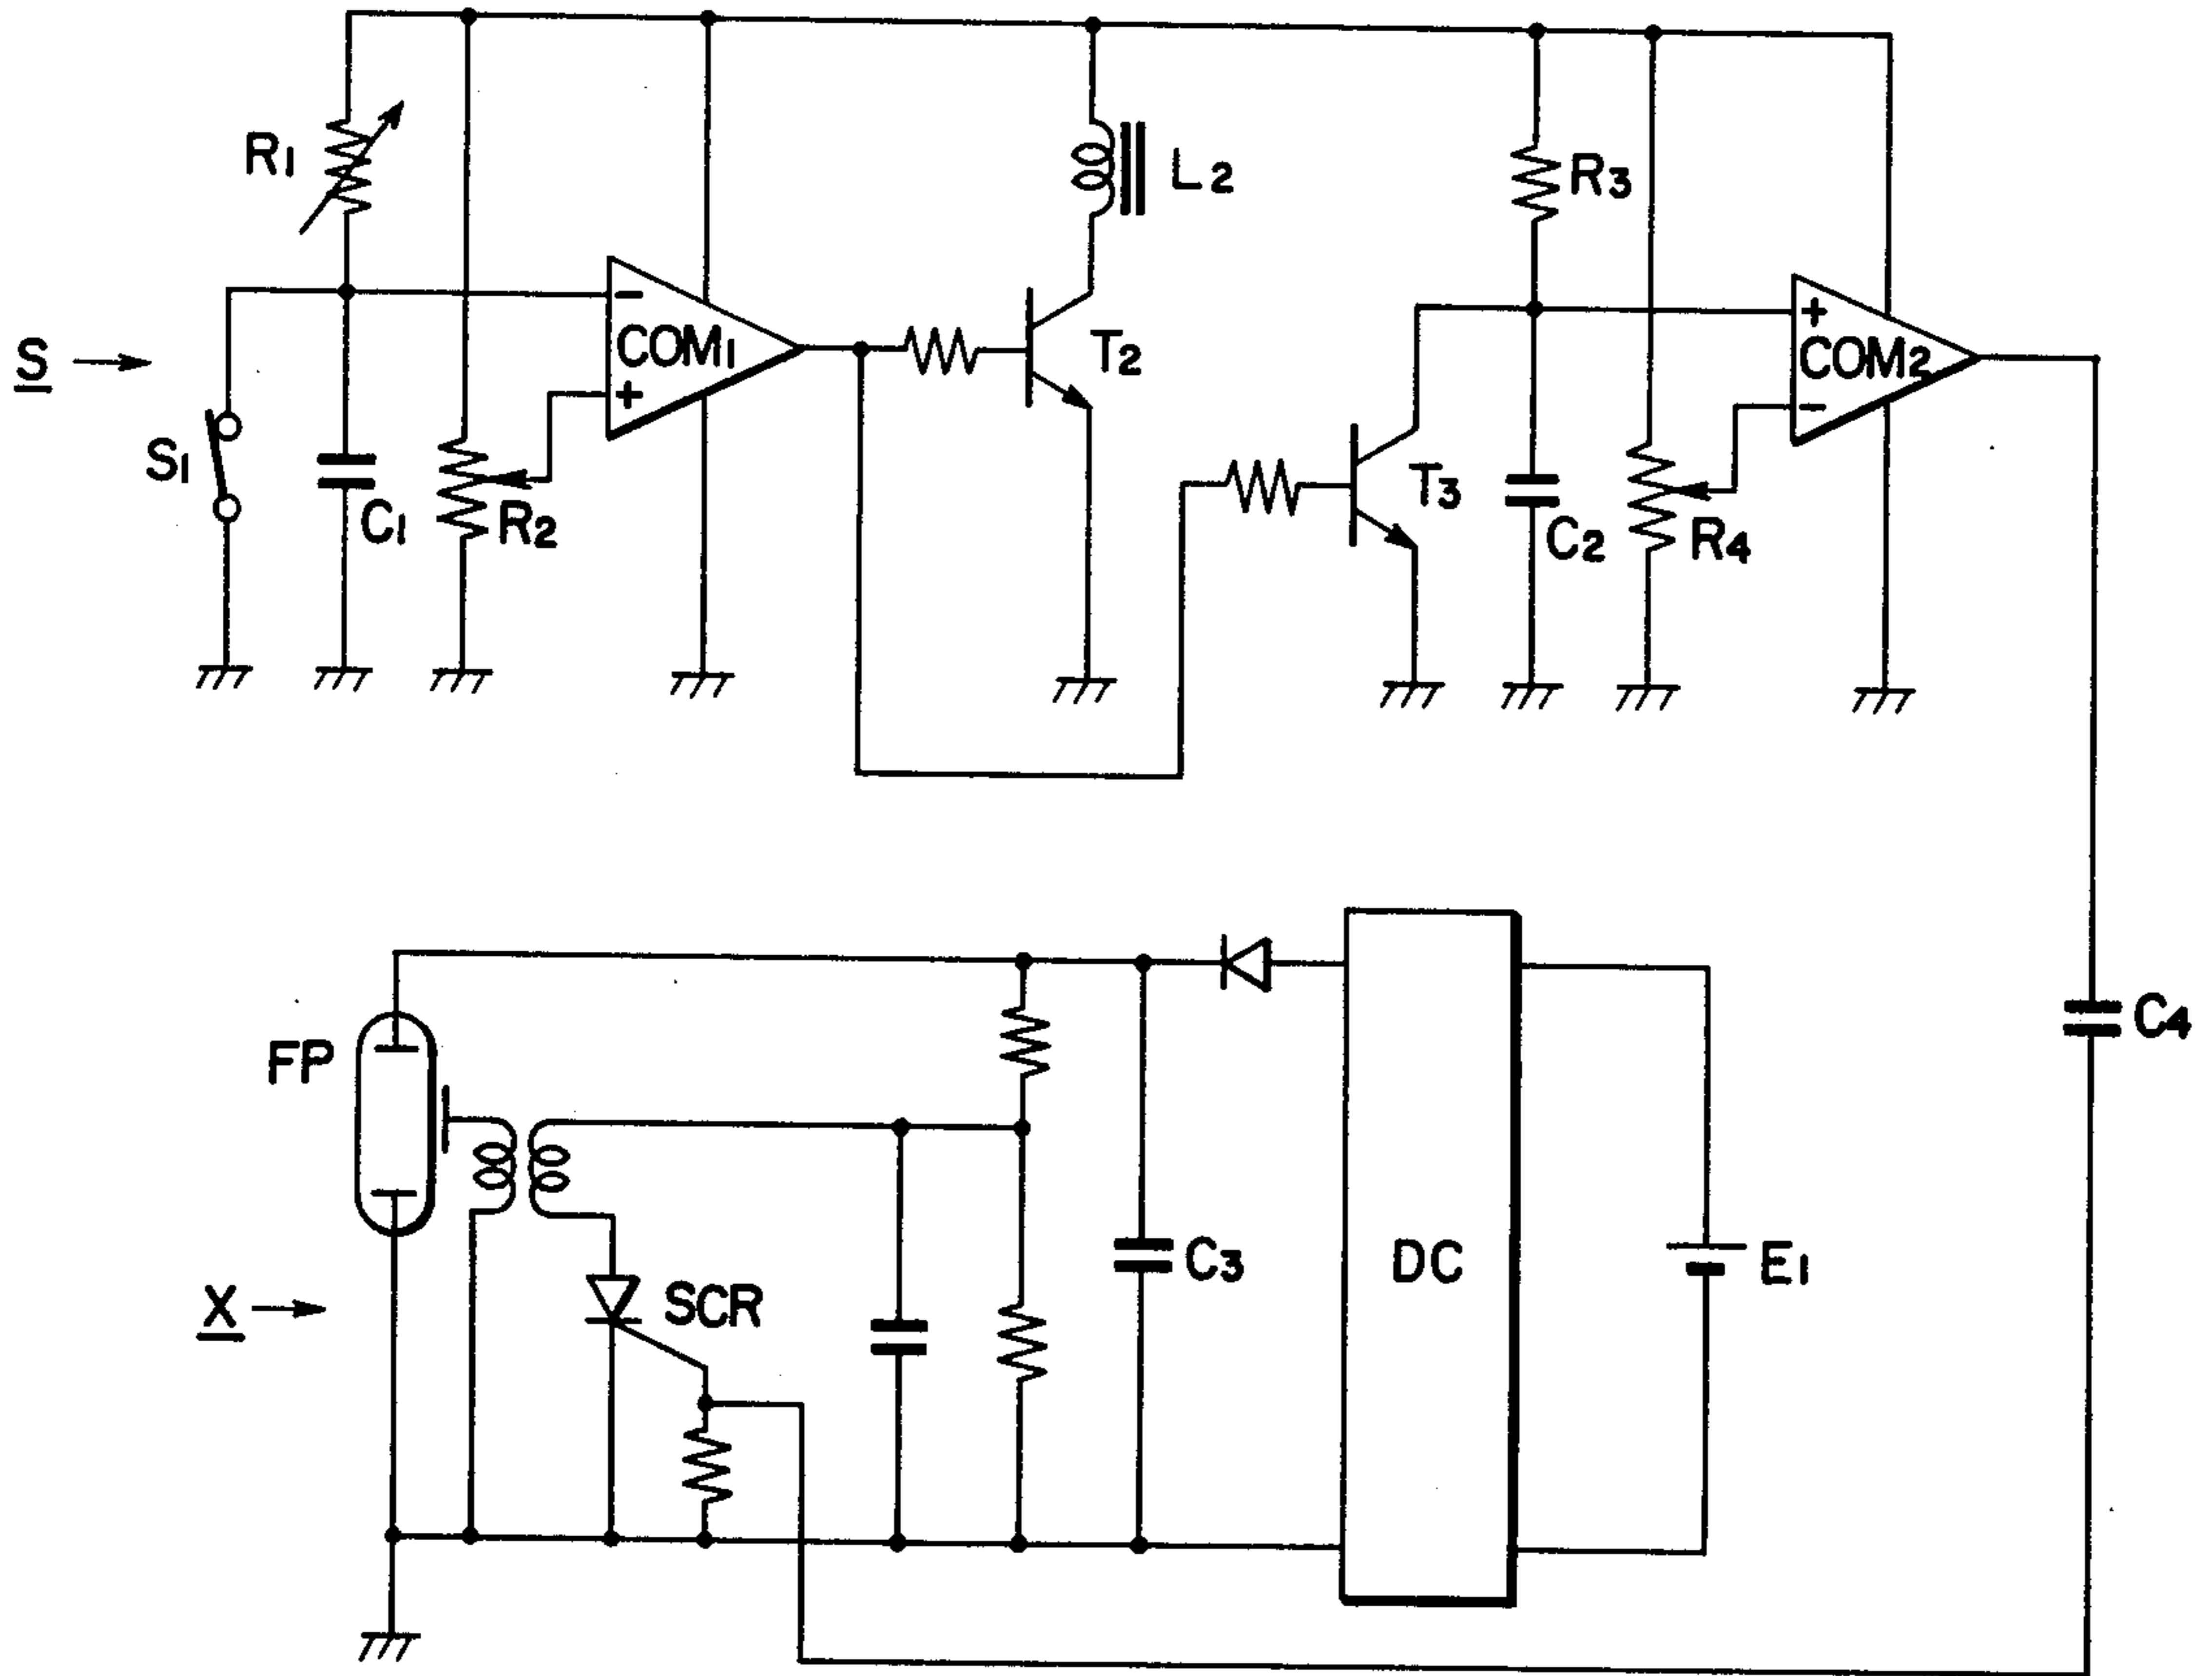 R1
L2
R3
S
COM1
−
+
T2
COM2
+
−
S1
C1
R2
T3
C2
R4
C4
FP
DC
C3
E1
X
SCR